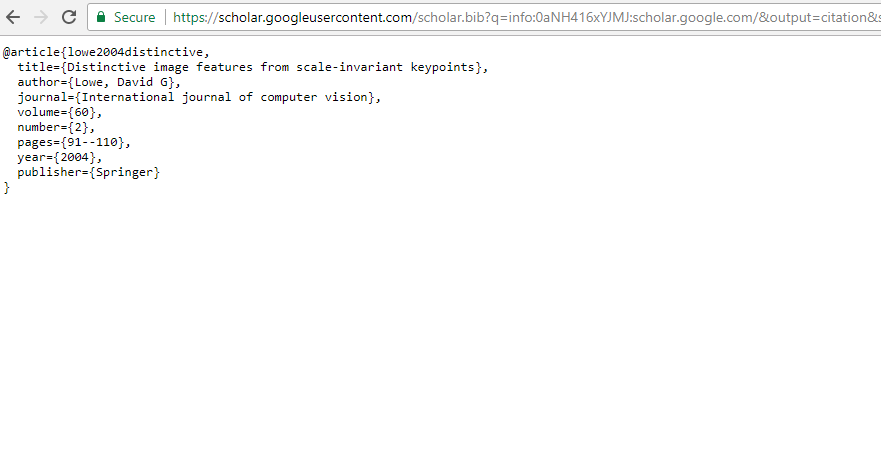 Secure https://scholar.googleusercontent.com/scholar.bib?q=info:0aNH416xYJMJ:scholar.google.com/&output=citation&s
@article{lowe2004distinctive,
  title={Distinctive image features from scale-invariant keypoints},
  author={Lowe, David G},
  journal={International journal of computer vision},
  volume={60},
  number={2},
  pages={91--110},
  year={2004},
  publisher={Springer}
}